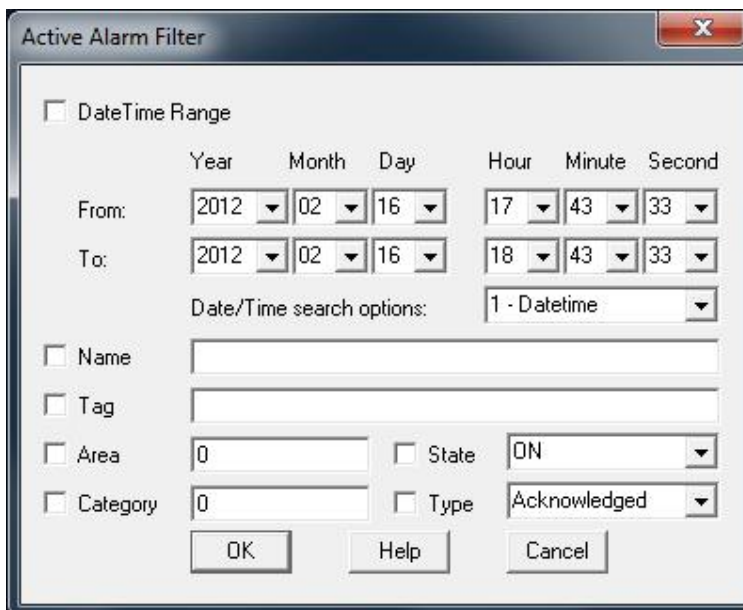 Active Alarm Filter
DateTime Range
Year Month Day Hour Minute Second
From: 2012 02 16 17 43 33
To: 2012 02 16 18 43 33
Date/Time search options: 1 - Datetime
Name
Tag
Area 0 State ON
Category 0 Type Acknowledged
OK Help Cancel